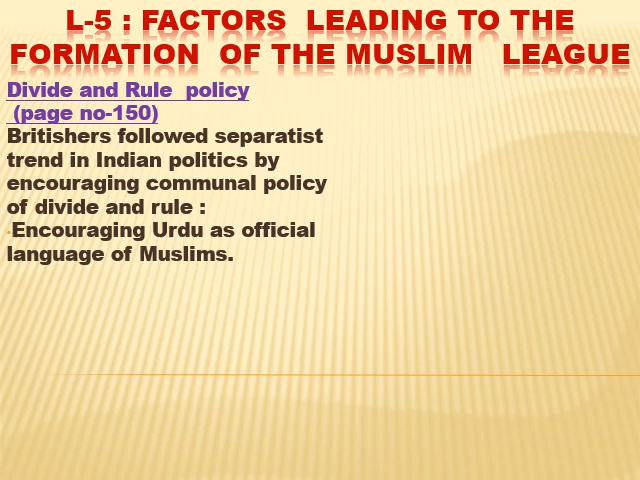 L-5 : FACTORS LEADING TO THE
FORMATION OF THE MUSLIM LEAGUE
Divide and Rule policy
(page no-150)
Britishers followed separatist
trend in Indian politics by
encouraging communal policy
of divide and rule :
•Encouraging Urdu as official
language of Muslims.